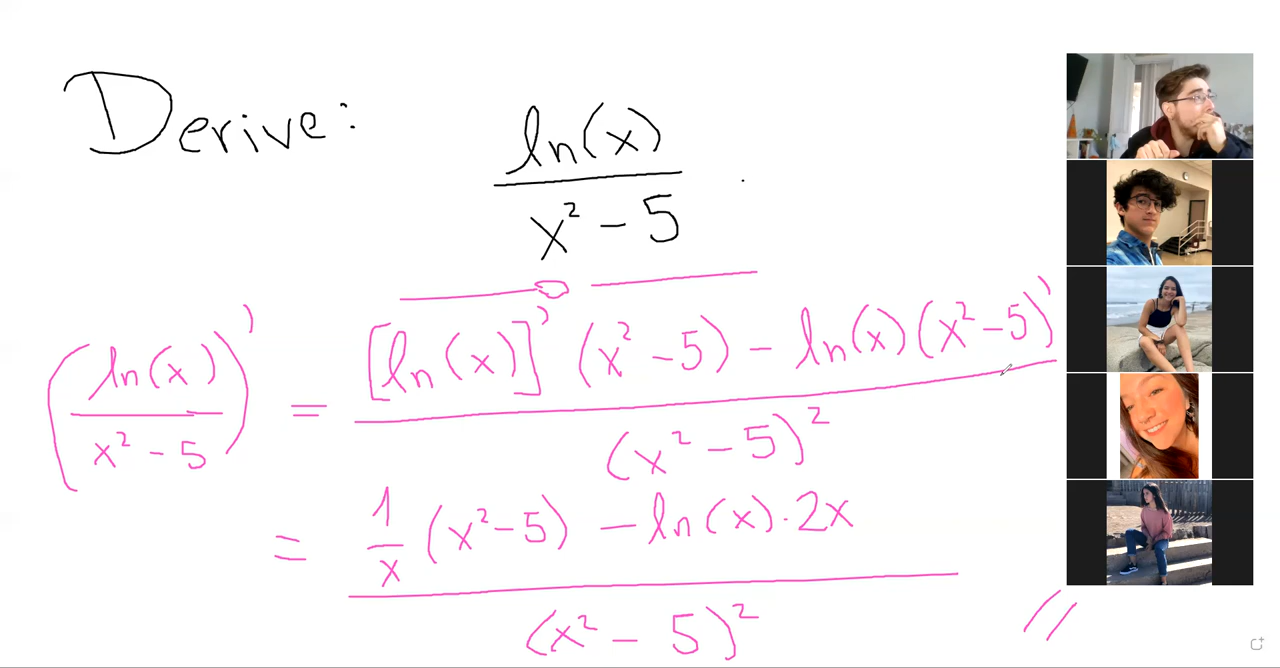 Derive:
ln(x)
x² - 5
(ln(x) / x² - 5)' = [ln(x)]' (x² - 5) - ln(x)(x² - 5)' / (x² - 5)²
= 1/x (x² - 5) - ln(x) · 2x / (x² - 5)²